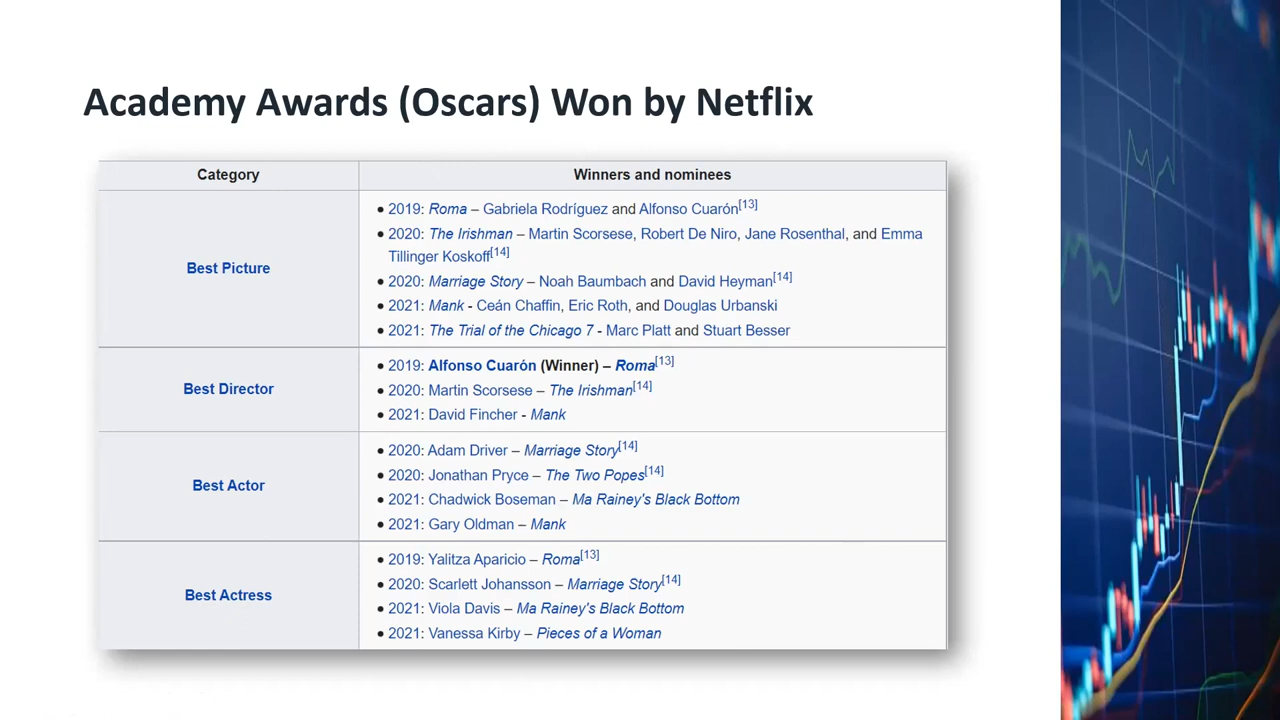 Academy Awards (Oscars) Won by Netflix
Category
Winners and nominees
Best Picture
• 2019: Roma – Gabriela Rodríguez and Alfonso Cuarón[13]
• 2020: The Irishman – Martin Scorsese, Robert De Niro, Jane Rosenthal, and Emma
Tillinger Koskoff[14]
• 2020: Marriage Story – Noah Baumbach and David Heyman[14]
• 2021: Mank - Ceán Chaffin, Eric Roth, and Douglas Urbanski
• 2021: The Trial of the Chicago 7 - Marc Platt and Stuart Besser
Best Director
• 2019: Alfonso Cuarón (Winner) – Roma[13]
• 2020: Martin Scorsese – The Irishman[14]
• 2021: David Fincher - Mank
Best Actor
• 2020: Adam Driver – Marriage Story[14]
• 2020: Jonathan Pryce – The Two Popes[14]
• 2021: Chadwick Boseman – Ma Rainey's Black Bottom
• 2021: Gary Oldman – Mank
Best Actress
• 2019: Yalitza Aparicio – Roma[13]
• 2020: Scarlett Johansson – Marriage Story[14]
• 2021: Viola Davis – Ma Rainey's Black Bottom
• 2021: Vanessa Kirby – Pieces of a Woman